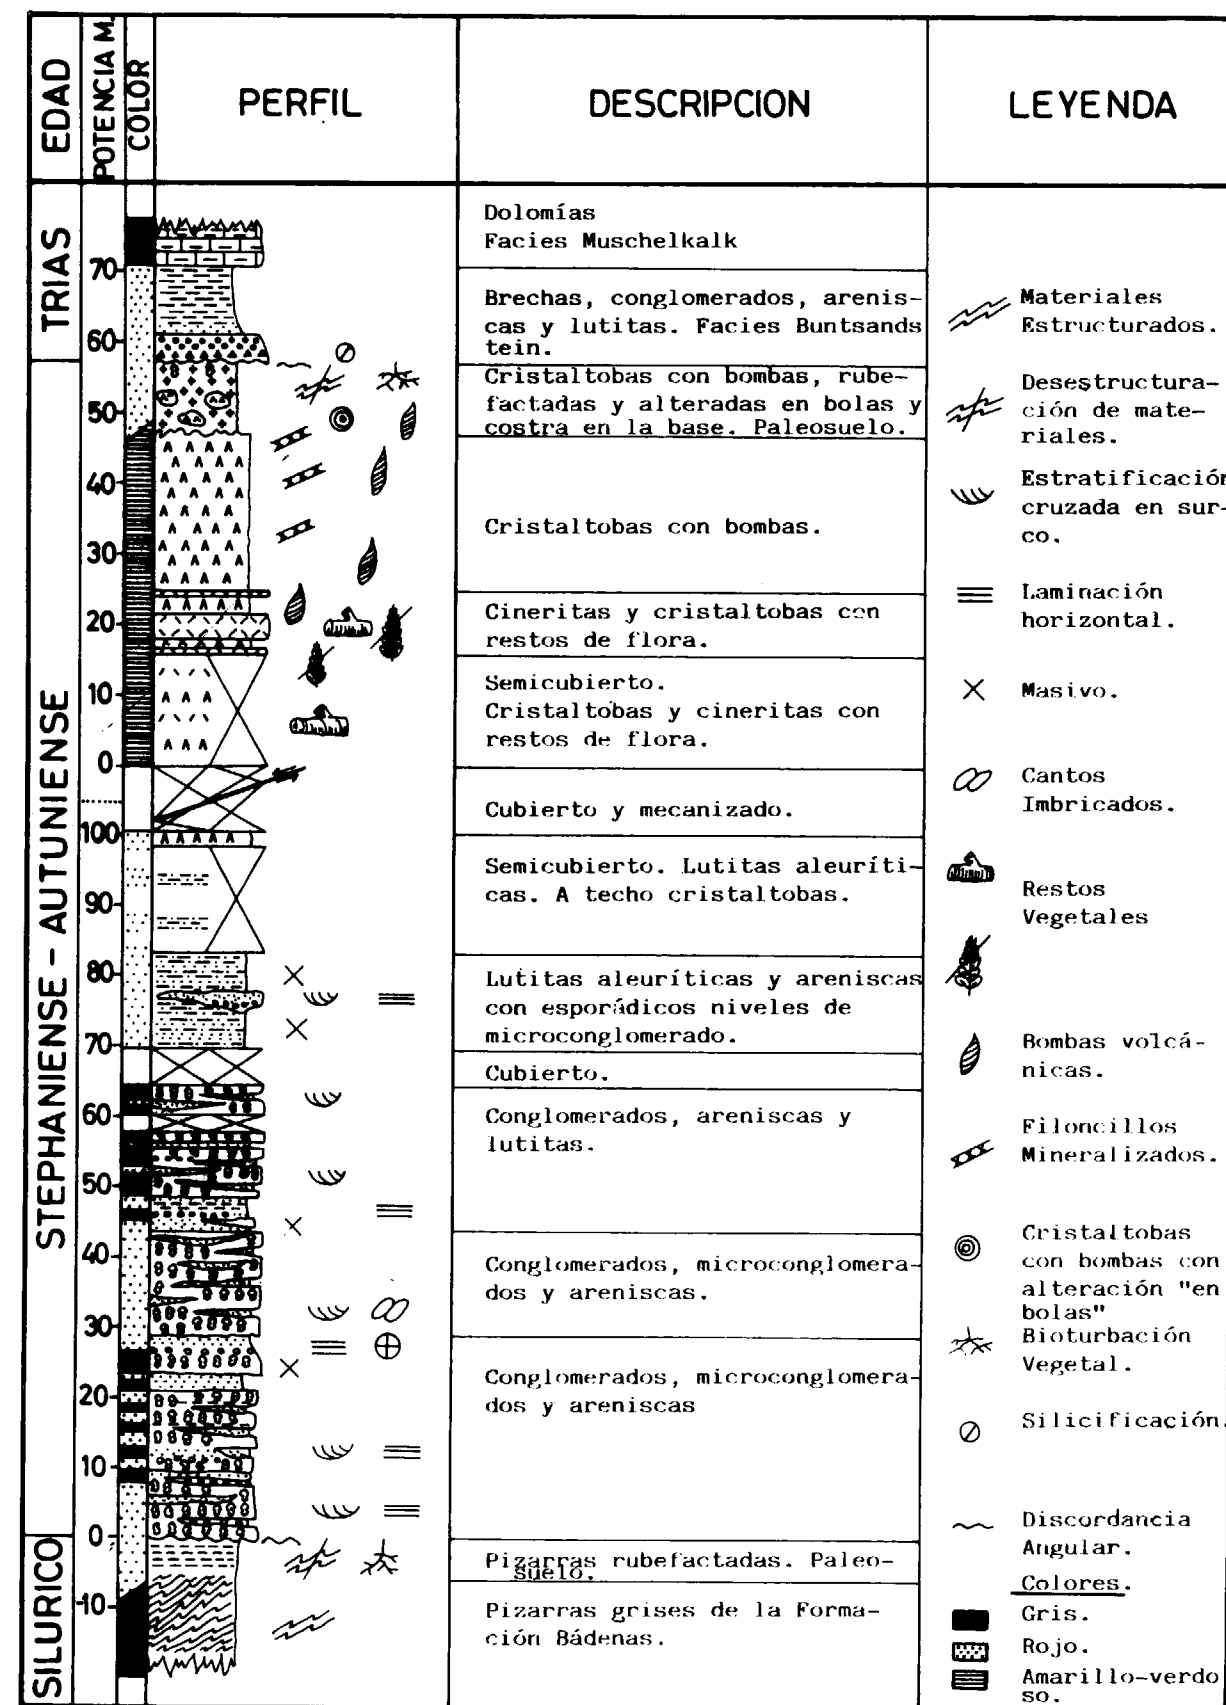 EDAD
POTENCIA M.
COLOR
PERFIL
DESCRIPCION
LEYENDA
TRIAS
STEPHANIENSE - AUTUNIENSE
SILURICO
70
60
50
40
30
20
10
0
100
90
80
70
60
50
40
30
20
10
0
-10
Dolomías
Facies Muschelkalk
Brechas, conglomerados, arenis-
cas y lutitas. Facies Buntsands
tein.
Cristaltobas con bombas, rube-
factadas y alteradas en bolas y
costra en la base. Paleosuelo.
Cristaltobas con bombas.
Cineritas y cristaltobas con
restos de flora.
Semicubierto.
Cristaltobas y cineritas con
restos de flora.
Cubierto y mecanizado.
Semicubierto. Lutitas aleuríti-
cas. A techo cristaltobas.
Lutitas aleuríticas y areniscas
con esporádicos niveles de
microconglomerado.
Cubierto.
Conglomerados, areniscas y
lutitas.
Conglomerados, microconglomera-
dos y areniscas.
Conglomerados, microconglomera-
dos y areniscas
Pizarras rubefactadas. Paleo-
suelo.
Pizarras grises de la Forma-
ción Bádenas.
Materiales
Estructurados.
Desestructura-
ción de mate-
riales.
Estratificación
cruzada en sur-
co.
Laminación
horizontal.
Masivo.
Cantos
Imbricados.
Restos
Vegetales
Bombas volcá-
nicas.
Filoncillos
Mineralizados.
Cristaltobas
con bombas con
alteración "en
bolas"
Bioturbación
Vegetal.
Silicificación.
Discordancia
Angular.
Colores.
Gris.
Rojo.
Amarillo-verdo
so.